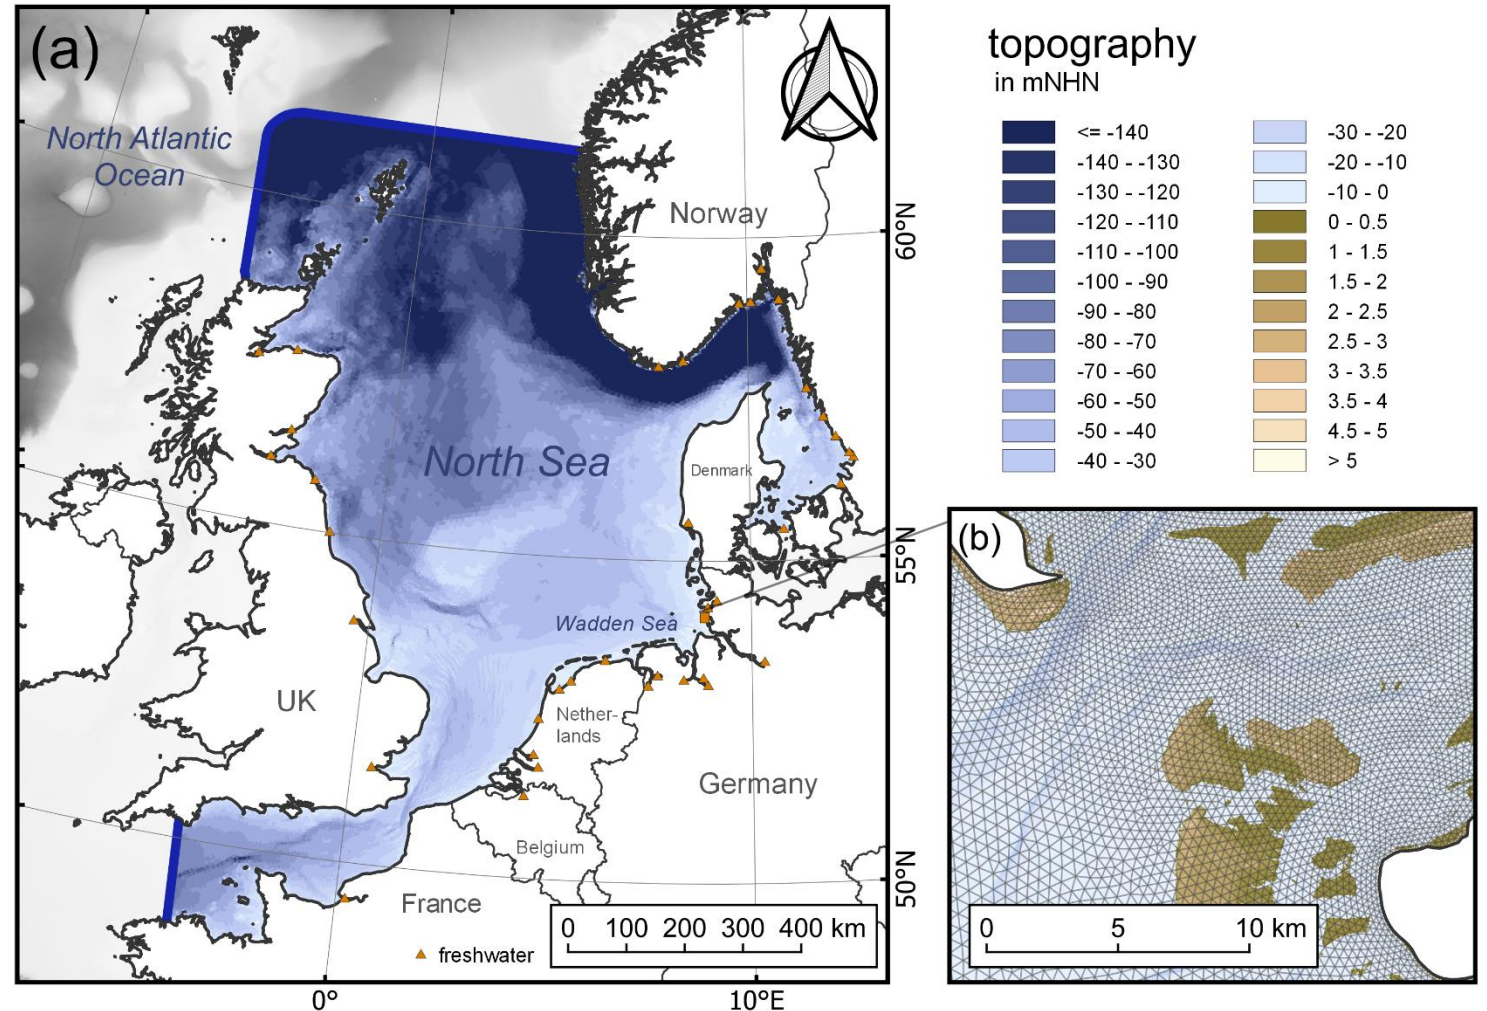 (a)
North Atlantic
Ocean
Norway
60°N
North Sea
Denmark
55°N
Wadden Sea
UK
Nether-
lands
Germany
Belgium
France
freshwater
0 100 200 300 400 km
50°N
0°
10°E
topography
in mNHN
<= -140
-140 - -130
-130 - -120
-120 - -110
-110 - -100
-100 - -90
-90 - -80
-80 - -70
-70 - -60
-60 - -50
-50 - -40
-40 - -30
-30 - -20
-20 - -10
-10 - 0
0 - 0.5
1 - 1.5
1.5 - 2
2 - 2.5
2.5 - 3
3 - 3.5
3.5 - 4
4.5 - 5
> 5
(b)
0 5 10 km